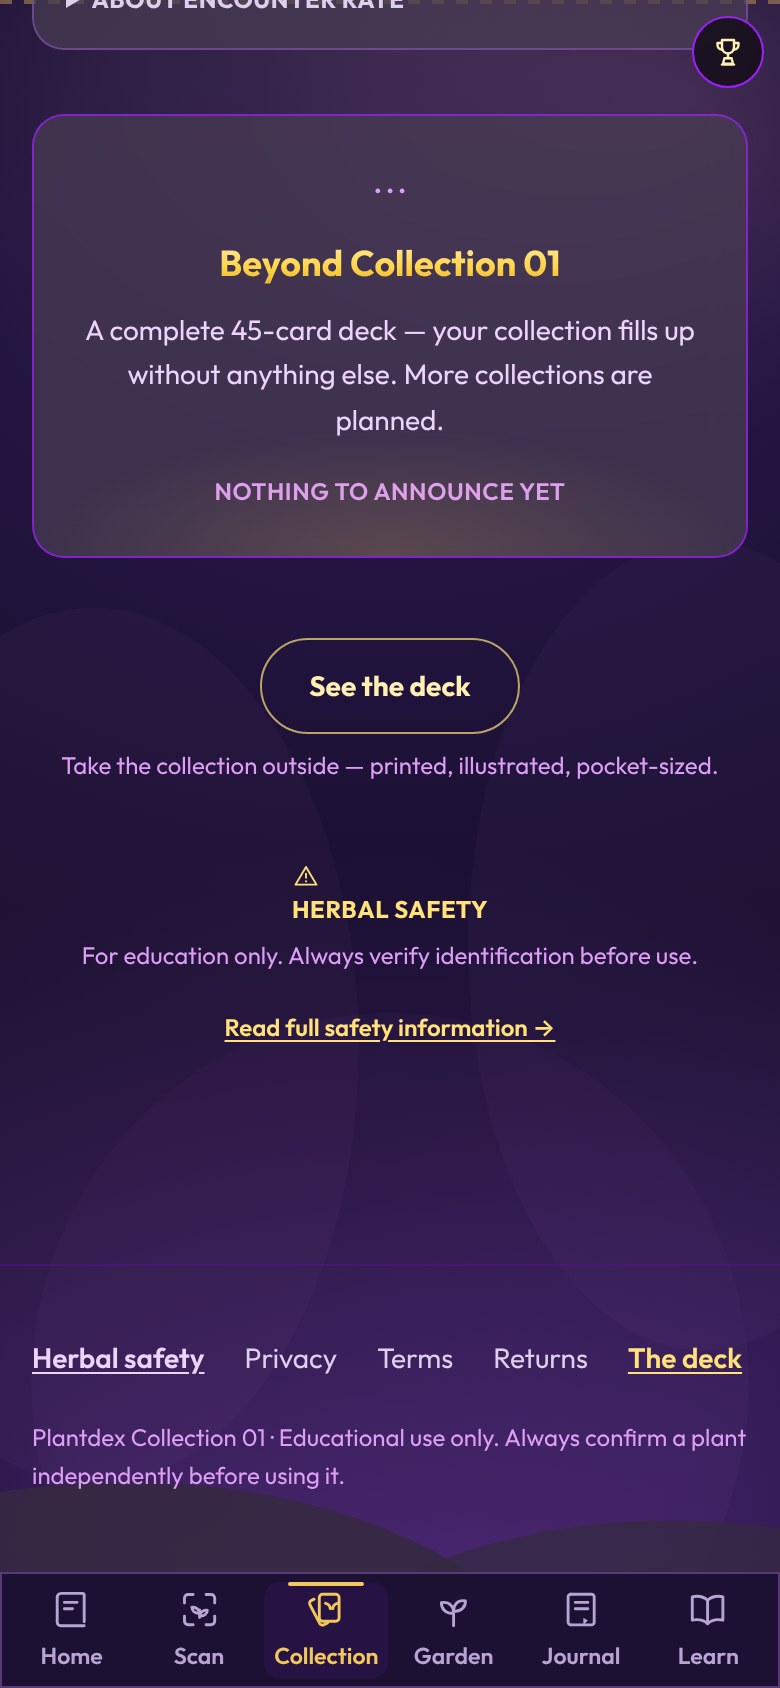 ▶ ABOUT ENCOUNTER RATE
...
Beyond Collection 01
A complete 45-card deck — your collection fills up
without anything else. More collections are
planned.
NOTHING TO ANNOUNCE YET
See the deck
Take the collection outside — printed, illustrated, pocket-sized.
HERBAL SAFETY
For education only. Always verify identification before use.
Read full safety information →
Herbal safety Privacy Terms Returns The deck
Plantdex Collection 01 · Educational use only. Always confirm a plant
independently before using it.
Home Scan Collection Garden Journal Learn